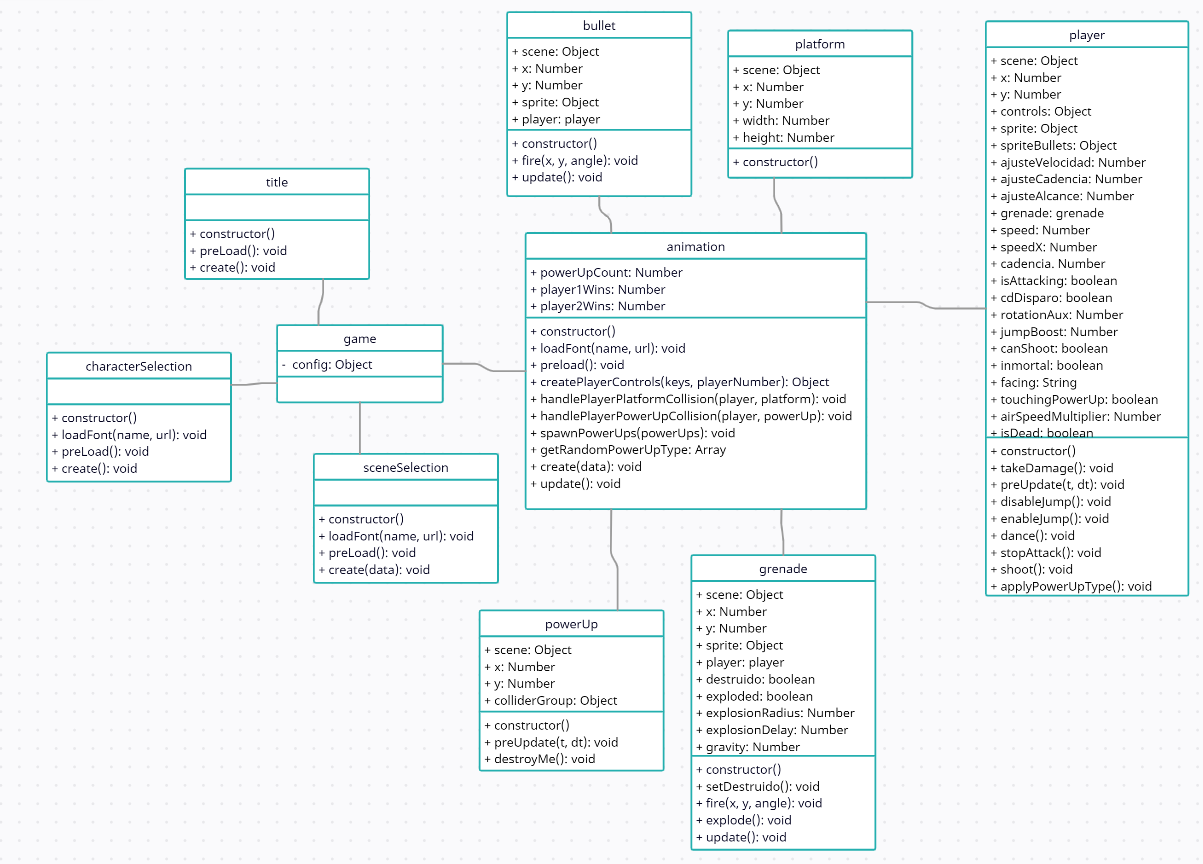 bullet
+ scene: Object
+ x: Number
+ y: Number
+ sprite: Object
+ player: player
+ constructor()
+ fire(x, y, angle): void
+ update(): void
platform
+ scene: Object
+ x: Number
+ y: Number
+ width: Number
+ height: Number
+ constructor()
player
+ scene: Object
+ x: Number
+ y: Number
+ controls: Object
+ sprite: Object
+ spriteBullets: Object
+ ajusteVelocidad: Number
+ ajusteCadencia: Number
+ ajusteAlcance: Number
+ grenade: grenade
+ speed: Number
+ speedX: Number
+ cadencia. Number
+ isAttacking: boolean
+ cdDisparo: boolean
+ rotationAux: Number
+ jumpBoost: Number
+ canShoot: boolean
+ inmortal: boolean
+ facing: String
+ touchingPowerUp: boolean
+ airSpeedMultiplier: Number
+ isDead: boolean
+ constructor()
+ takeDamage(): void
+ preUpdate(t, dt): void
+ disableJump(): void
+ enableJump(): void
+ dance(): void
+ stopAttack(): void
+ shoot(): void
+ applyPowerUpType(): void
title
+ constructor()
+ preLoad(): void
+ create(): void
animation
+ powerUpCount: Number
+ player1Wins: Number
+ player2Wins: Number
+ constructor()
+ loadFont(name, url): void
+ preload(): void
+ createPlayerControls(keys, playerNumber): Object
+ handlePlayerPlatformCollision(player, platform): void
+ handlePlayerPowerUpCollision(player, powerUp): void
+ spawnPowerUps(powerUps): void
+ getRandomPowerUpType: Array
+ create(data): void
+ update(): void
game
- config: Object
characterSelection
+ constructor()
+ loadFont(name, url): void
+ preLoad(): void
+ create(): void
sceneSelection
+ constructor()
+ loadFont(name, url): void
+ preLoad(): void
+ create(data): void
powerUp
+ scene: Object
+ x: Number
+ y: Number
+ colliderGroup: Object
+ constructor()
+ preUpdate(t, dt): void
+ destroyMe(): void
grenade
+ scene: Object
+ x: Number
+ y: Number
+ sprite: Object
+ player: player
+ destruido: boolean
+ exploded: boolean
+ explosionRadius: Number
+ explosionDelay: Number
+ gravity: Number
+ constructor()
+ setDestruido(): void
+ fire(x, y, angle): void
+ explode(): void
+ update(): void